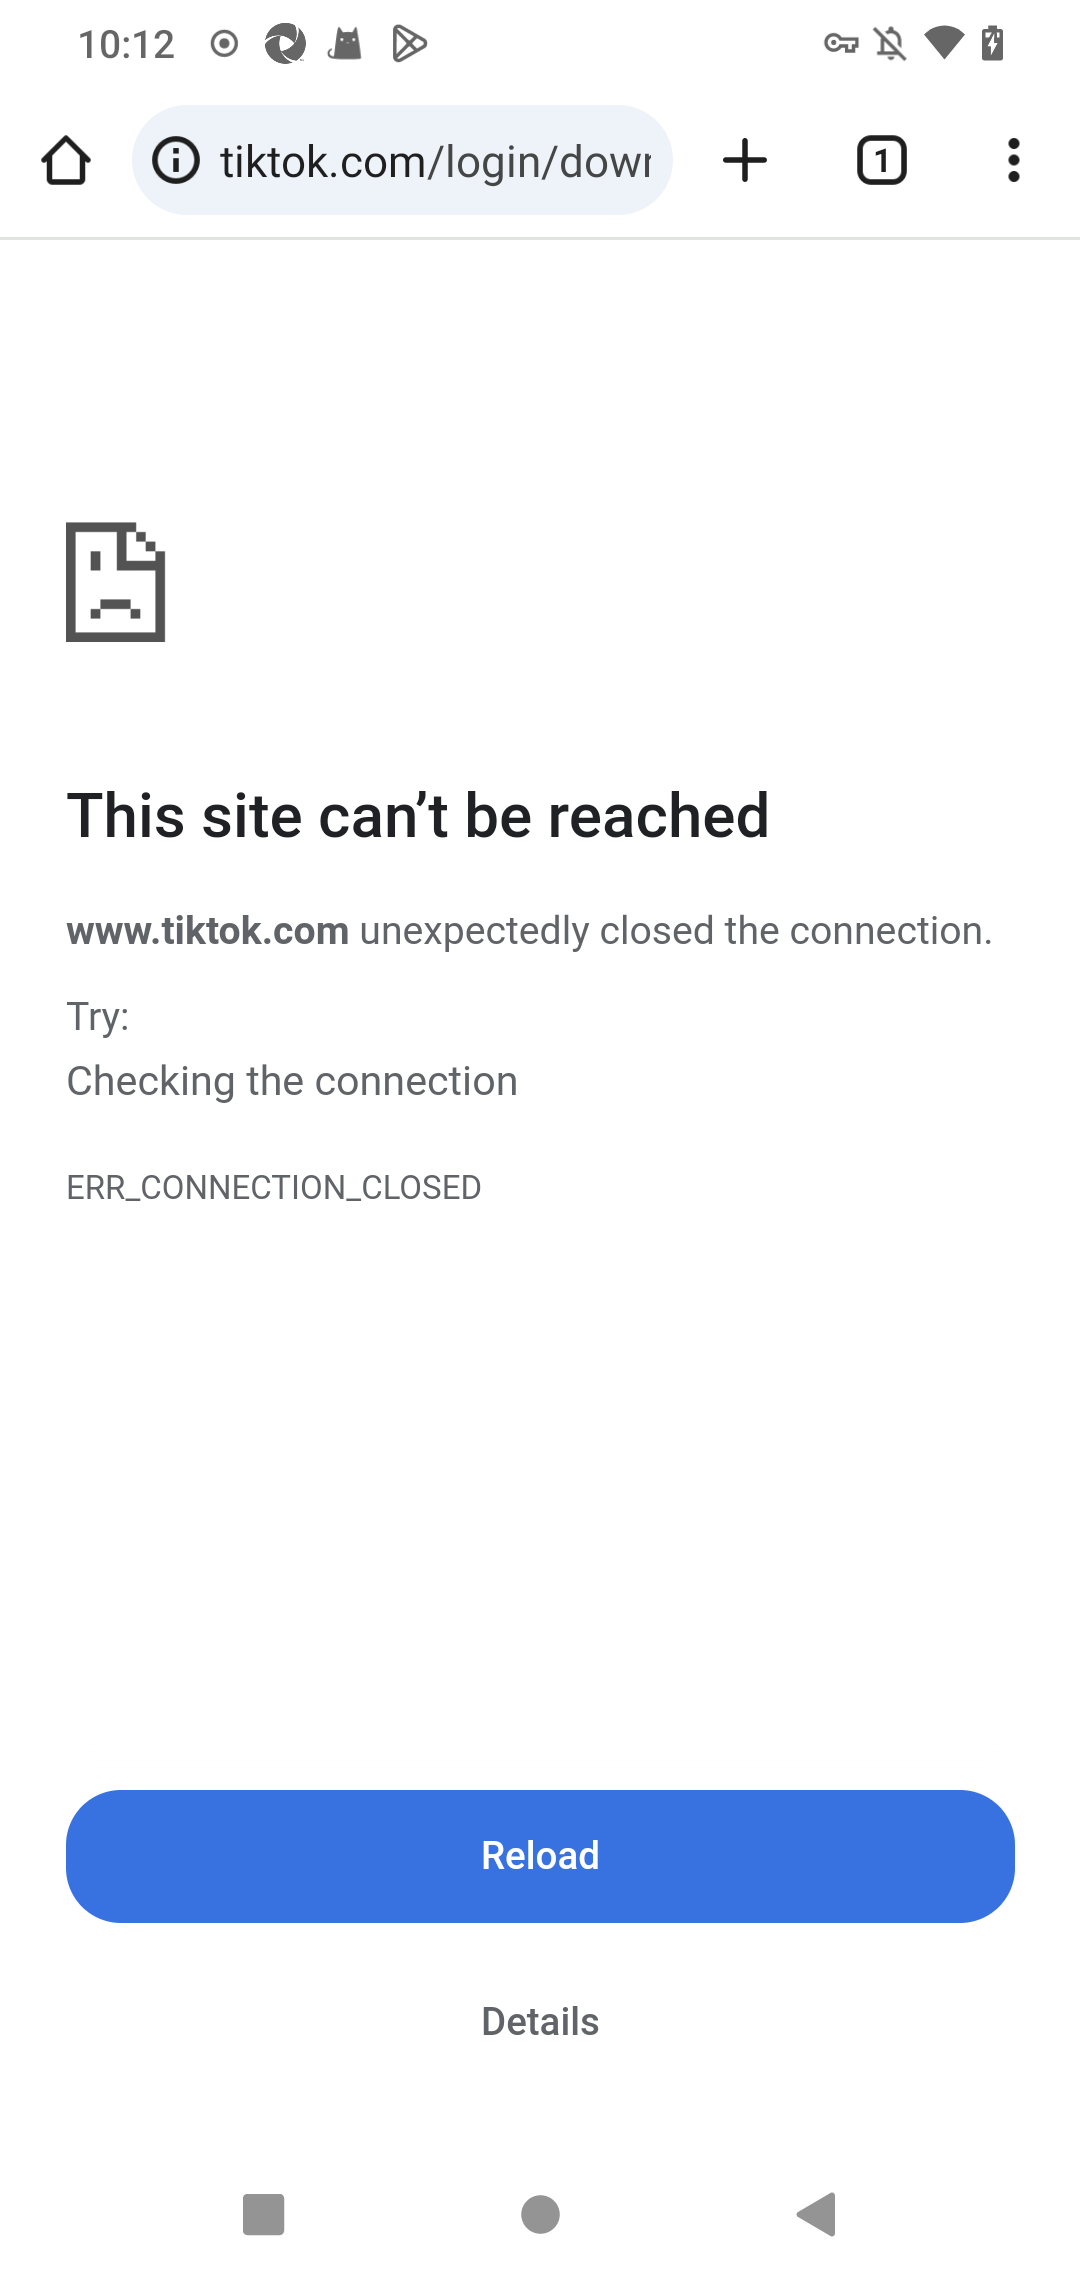 10:12
tiktok.com/login/dow
1
This site can’t be reached
www.tiktok.com unexpectedly closed the connection.
Try:
Checking the connection
ERR_CONNECTION_CLOSED
Reload
Details